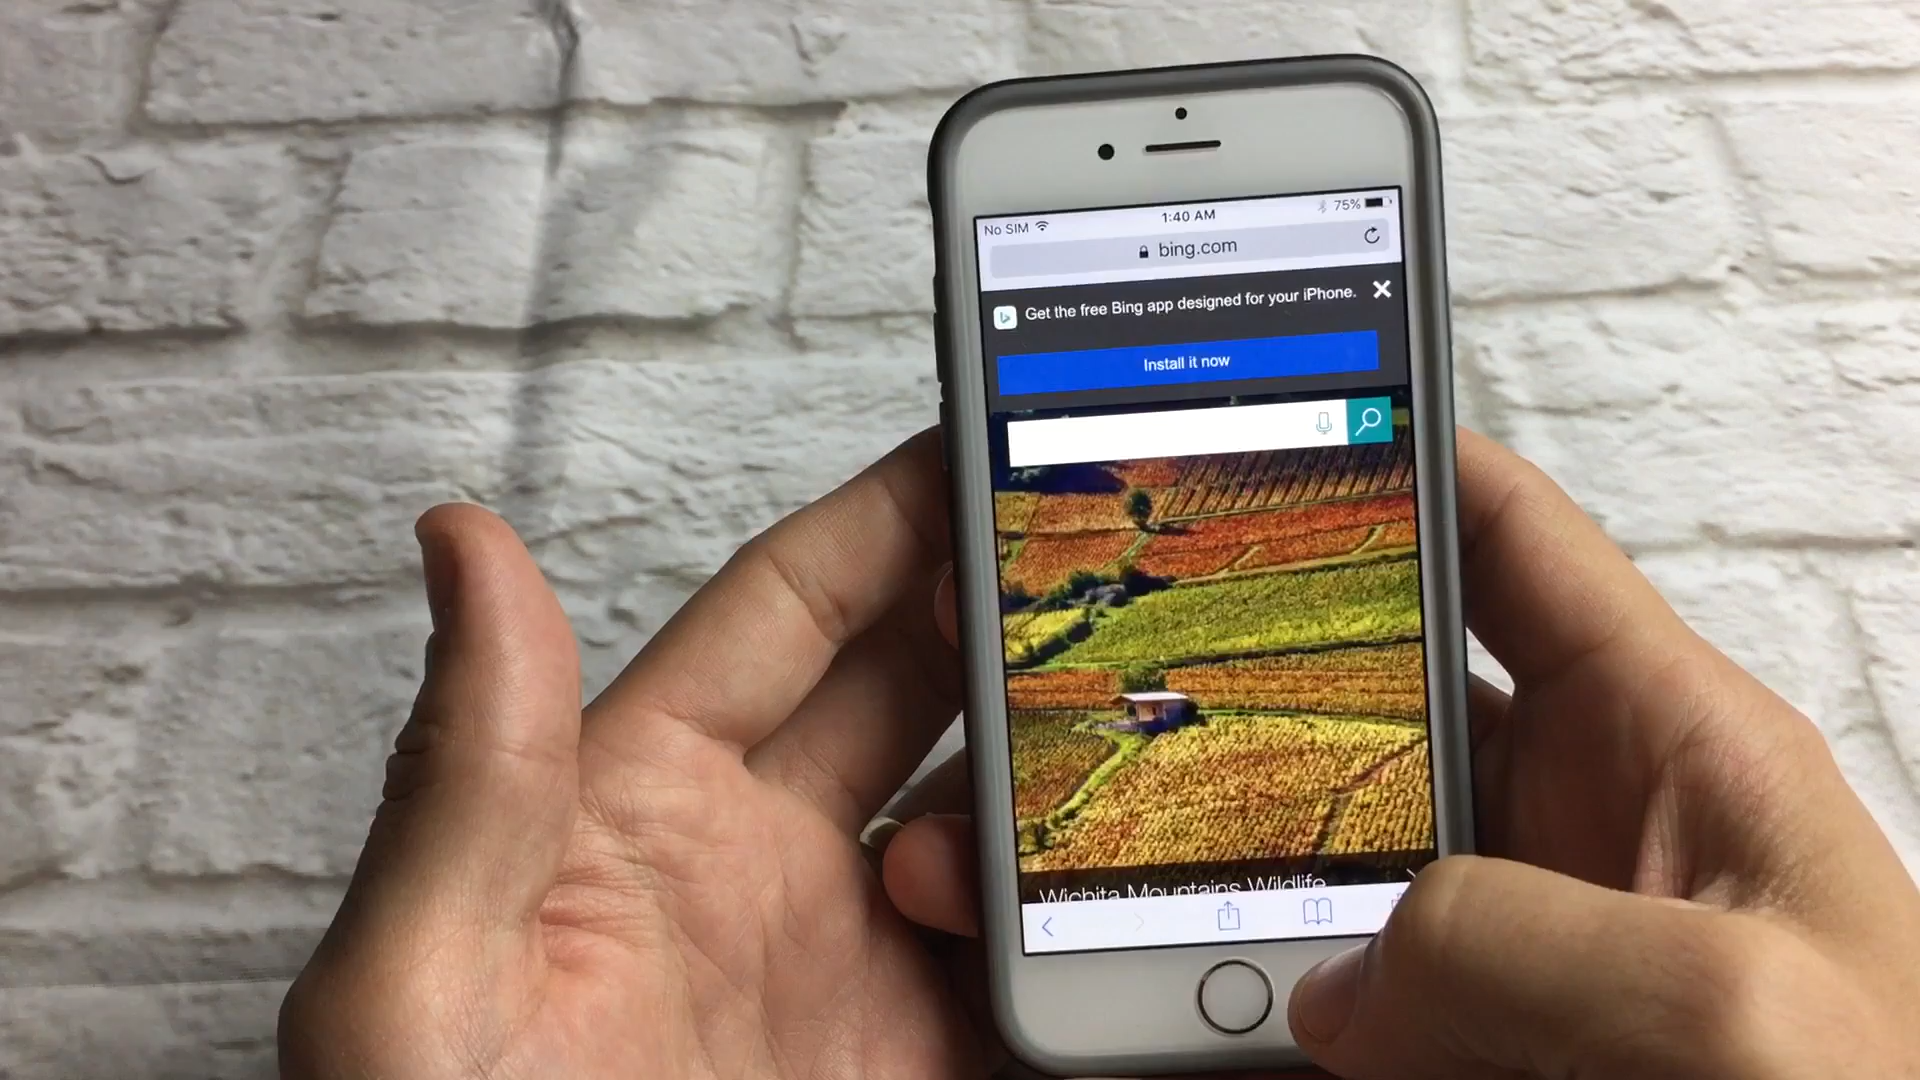 No SIM 1:40 AM 75%
bing.com
Get the free Bing app designed for your iPhone.
Install it now
Wichita Mountains Wildlife